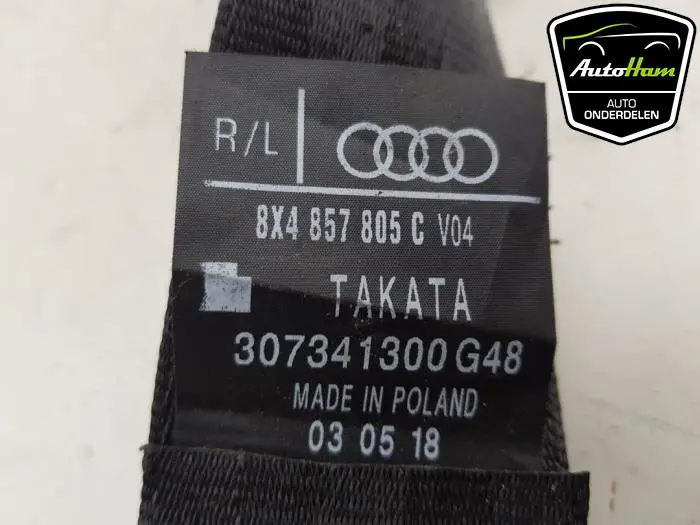 AutoHam
AUTO
ONDERDELEN
R/L
8X4 857 805 C V04
TAKATA
307341300 G48
MADE IN POLAND
03 05 18